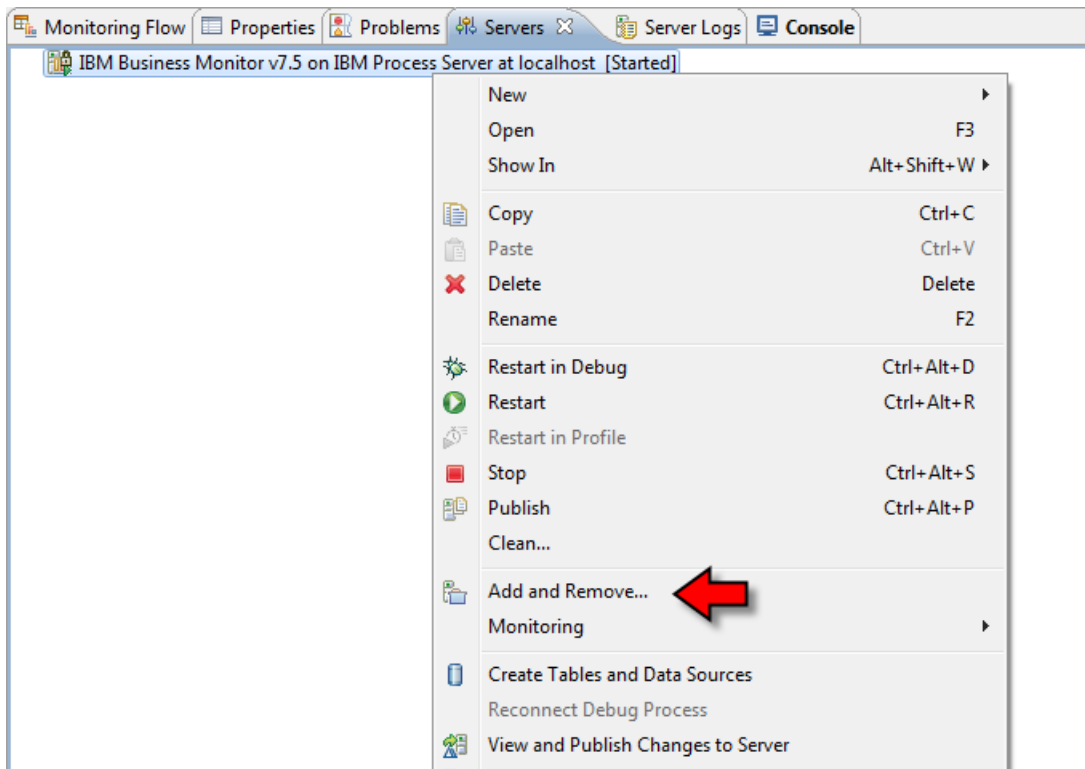 Monitoring Flow Properties Problems Servers Server Logs Console
IBM Business Monitor v7.5 on IBM Process Server at localhost [Started]
New
Open F3
Show In Alt+Shift+W
Copy Ctrl+C
Paste Ctrl+V
Delete Delete
Rename F2
Restart in Debug Ctrl+Alt+D
Restart Ctrl+Alt+R
Restart in Profile
Stop Ctrl+Alt+S
Publish Ctrl+Alt+P
Clean...
Add and Remove...
Monitoring
Create Tables and Data Sources
Reconnect Debug Process
View and Publish Changes to Server